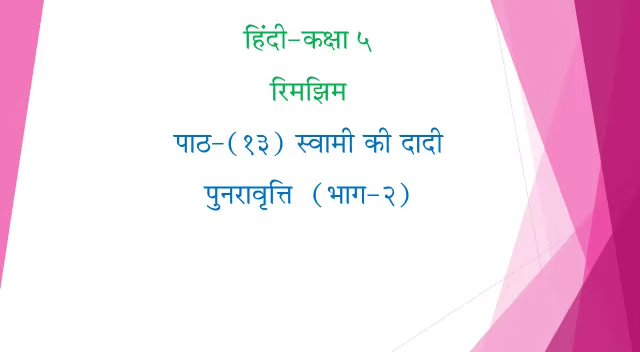 हिंदी-कक्षा ५
रिमझिम
पाठ-(१३) स्वामी की दादी
पुनरावृत्ति (भाग-२)